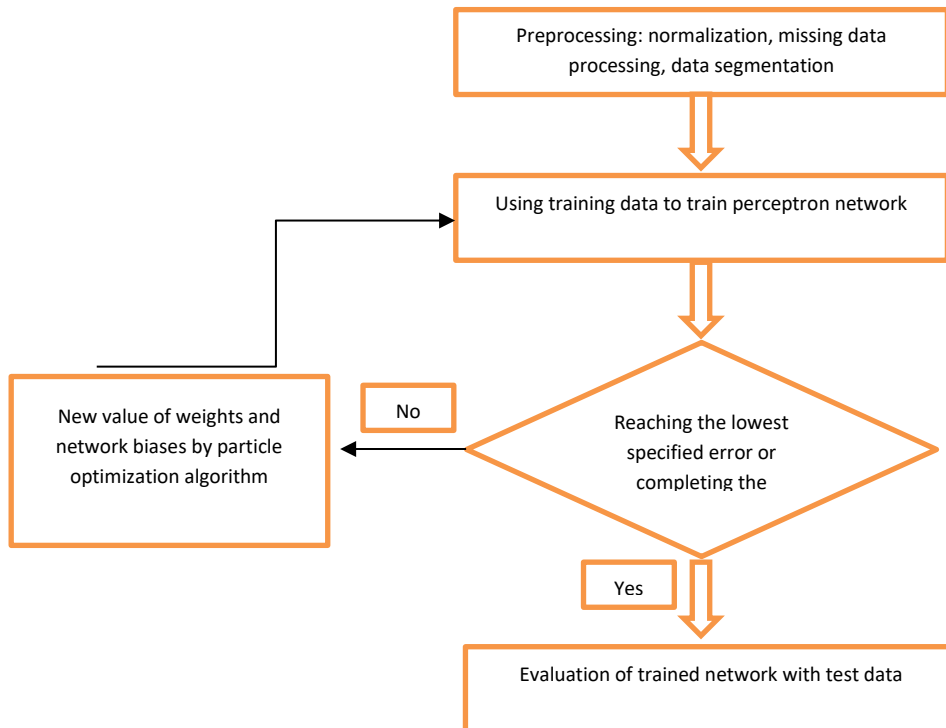 Preprocessing: normalization, missing data
processing, data segmentation
Using training data to train perceptron network
No
New value of weights and
network biases by particle
optimization algorithm
Reaching the lowest
specified error or
completing the
Yes
Evaluation of trained network with test data